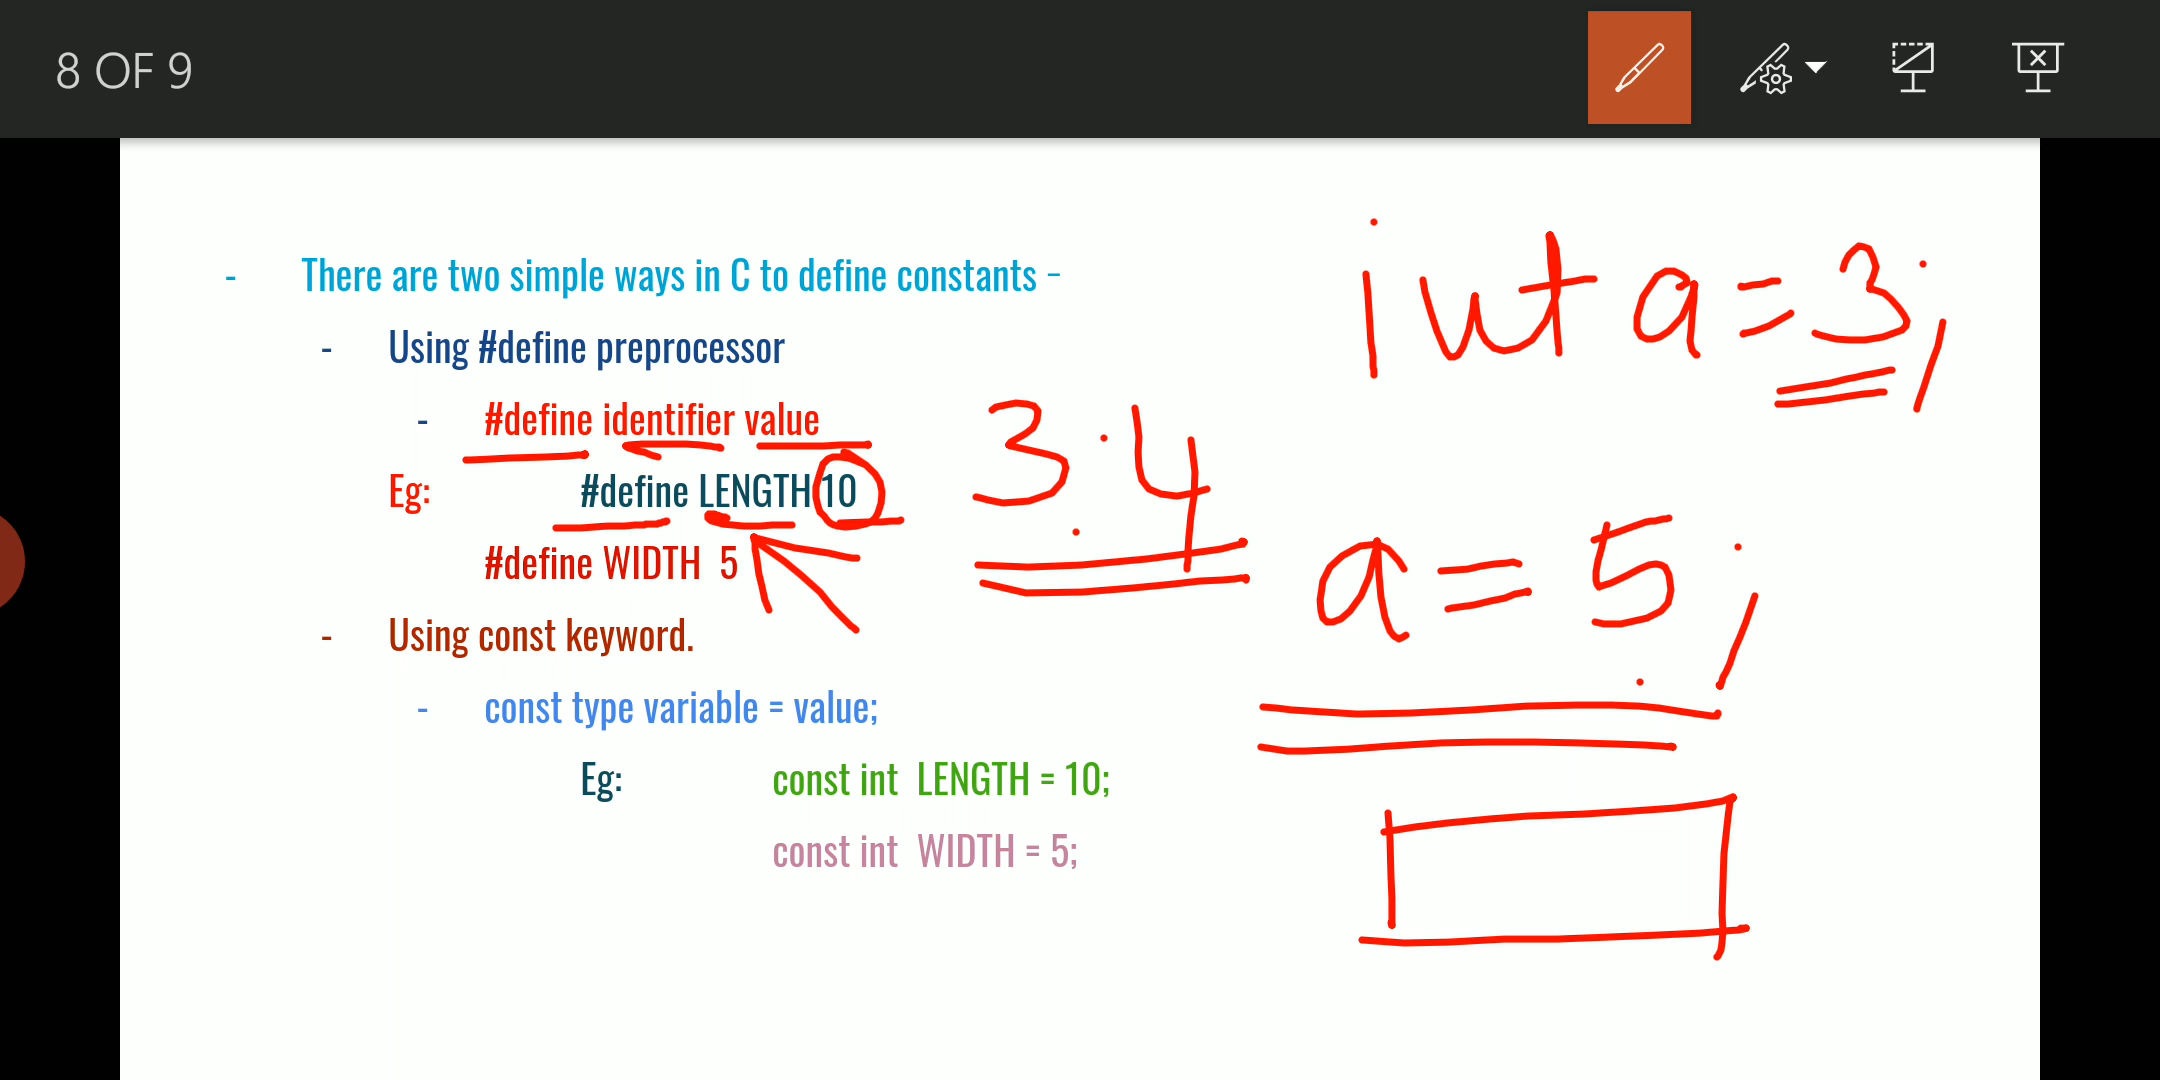 8 OF 9
- There are two simple ways in C to define constants –
- Using #define preprocessor
- #define identifier value
Eg: #define LENGTH 10
#define WIDTH 5
- Using const keyword.
- const type variable = value;
Eg: const int LENGTH = 10;
const int WIDTH = 5;
int a = 3;
3.4
a = 5;